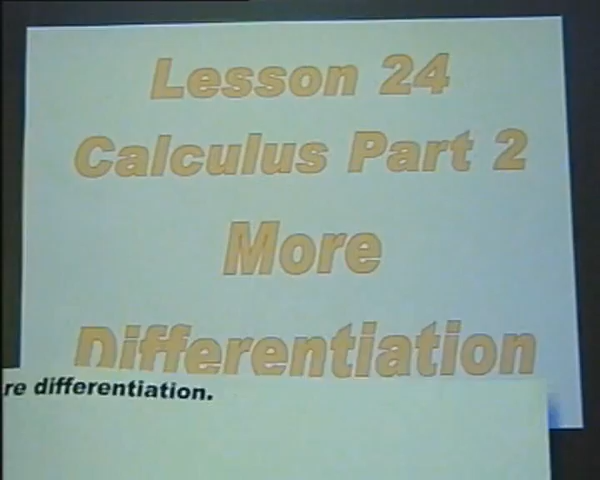 Lesson 24
Calculus Part 2
More
Differentiation
re differentiation.